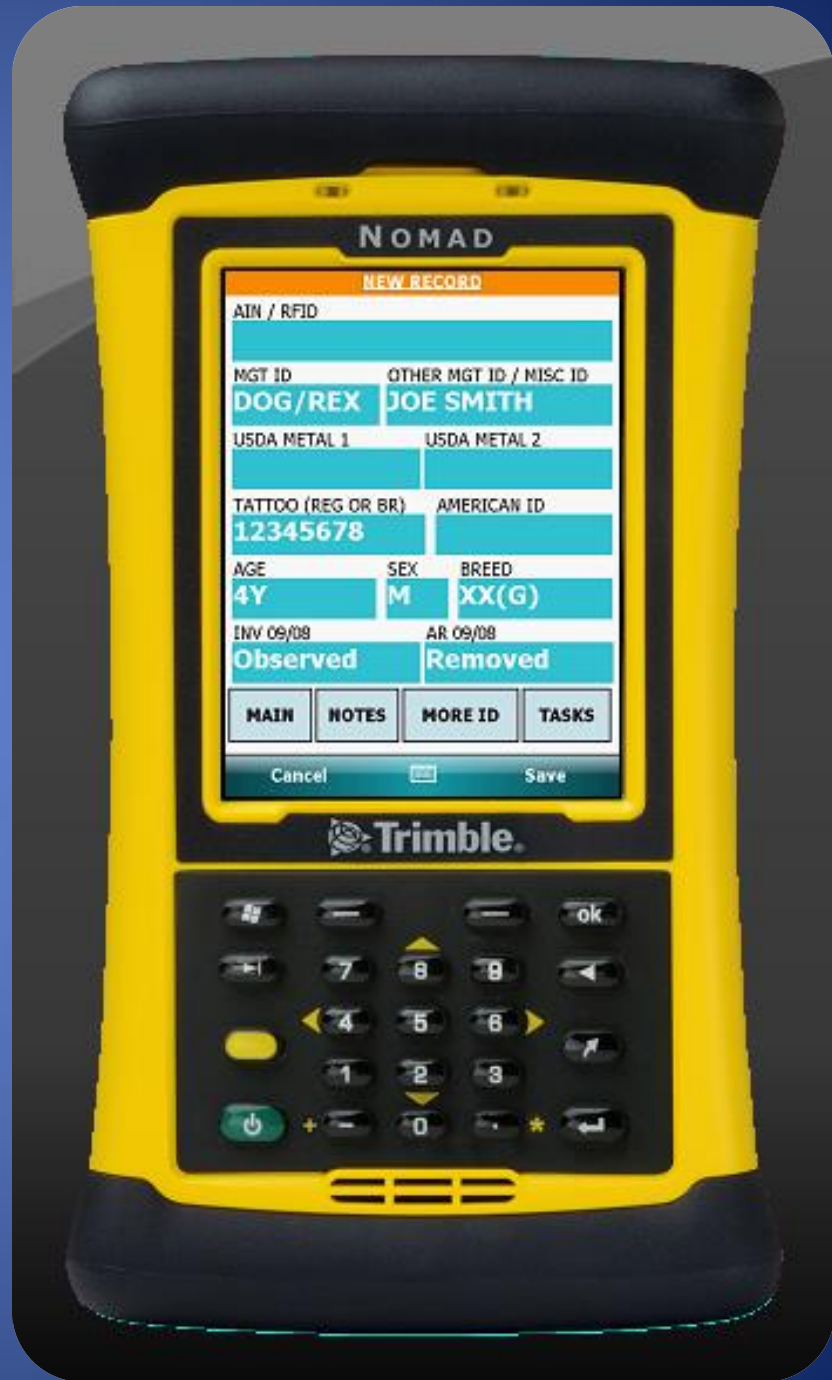 NOMAD
NEW RECORD
AIN / RFID
MGT ID OTHER MGT ID / MISC ID
DOG/REX JOE SMITH
USDA METAL 1 USDA METAL 2
TATTOO (REG OR BR) AMERICAN ID
12345678
AGE SEX BREED
4Y M XX(G)
INV 09/08 AR 09/08
Observed Removed
MAIN NOTES MORE ID TASKS
Cancel Save
Trimble.
ok
7 8 9
4 5 6
1 2 3
+ - 0 . *